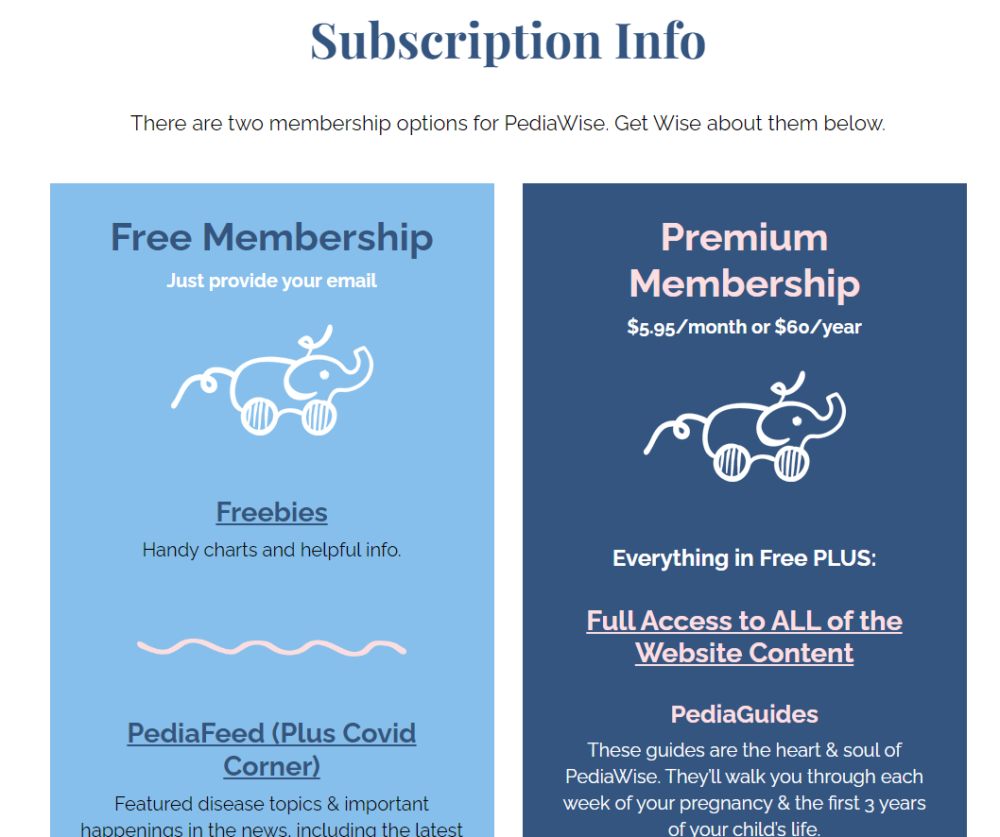 Subscription Info
There are two membership options for PediaWise. Get Wise about them below.
Free Membership
Just provide your email
Freebies
Handy charts and helpful info.
PediaFeed (Plus Covid
Corner)
Featured disease topics & important
happenings in the news, including the latest
Premium
Membership
$5.95/month or $60/year
Everything in Free PLUS:
Full Access to ALL of the
Website Content
PediaGuides
These guides are the heart & soul of
PediaWise. They'll walk you through each
week of your pregnancy & the first 3 years
of your child's life.